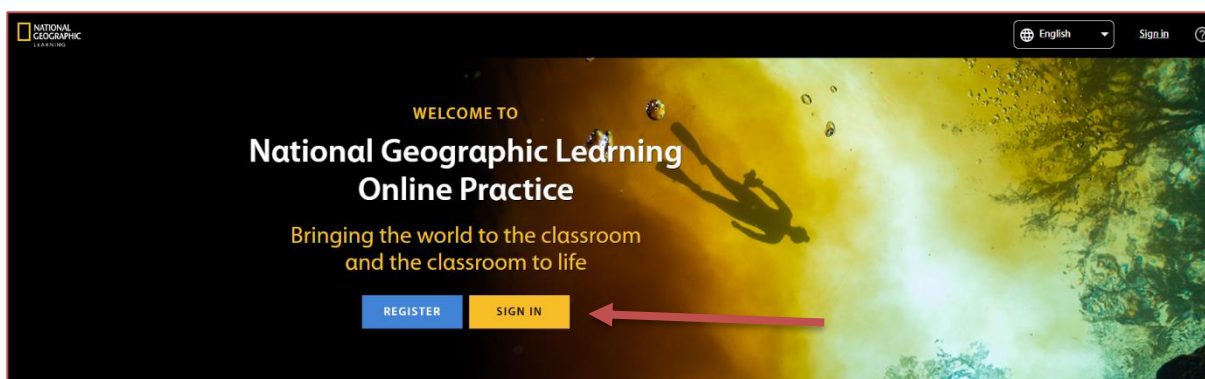 NATIONAL
GEOGRAPHIC
LEARNING
English
Sign in
?
WELCOME TO
National Geographic Learning
Online Practice
Bringing the world to the classroom
and the classroom to life
REGISTER
SIGN IN